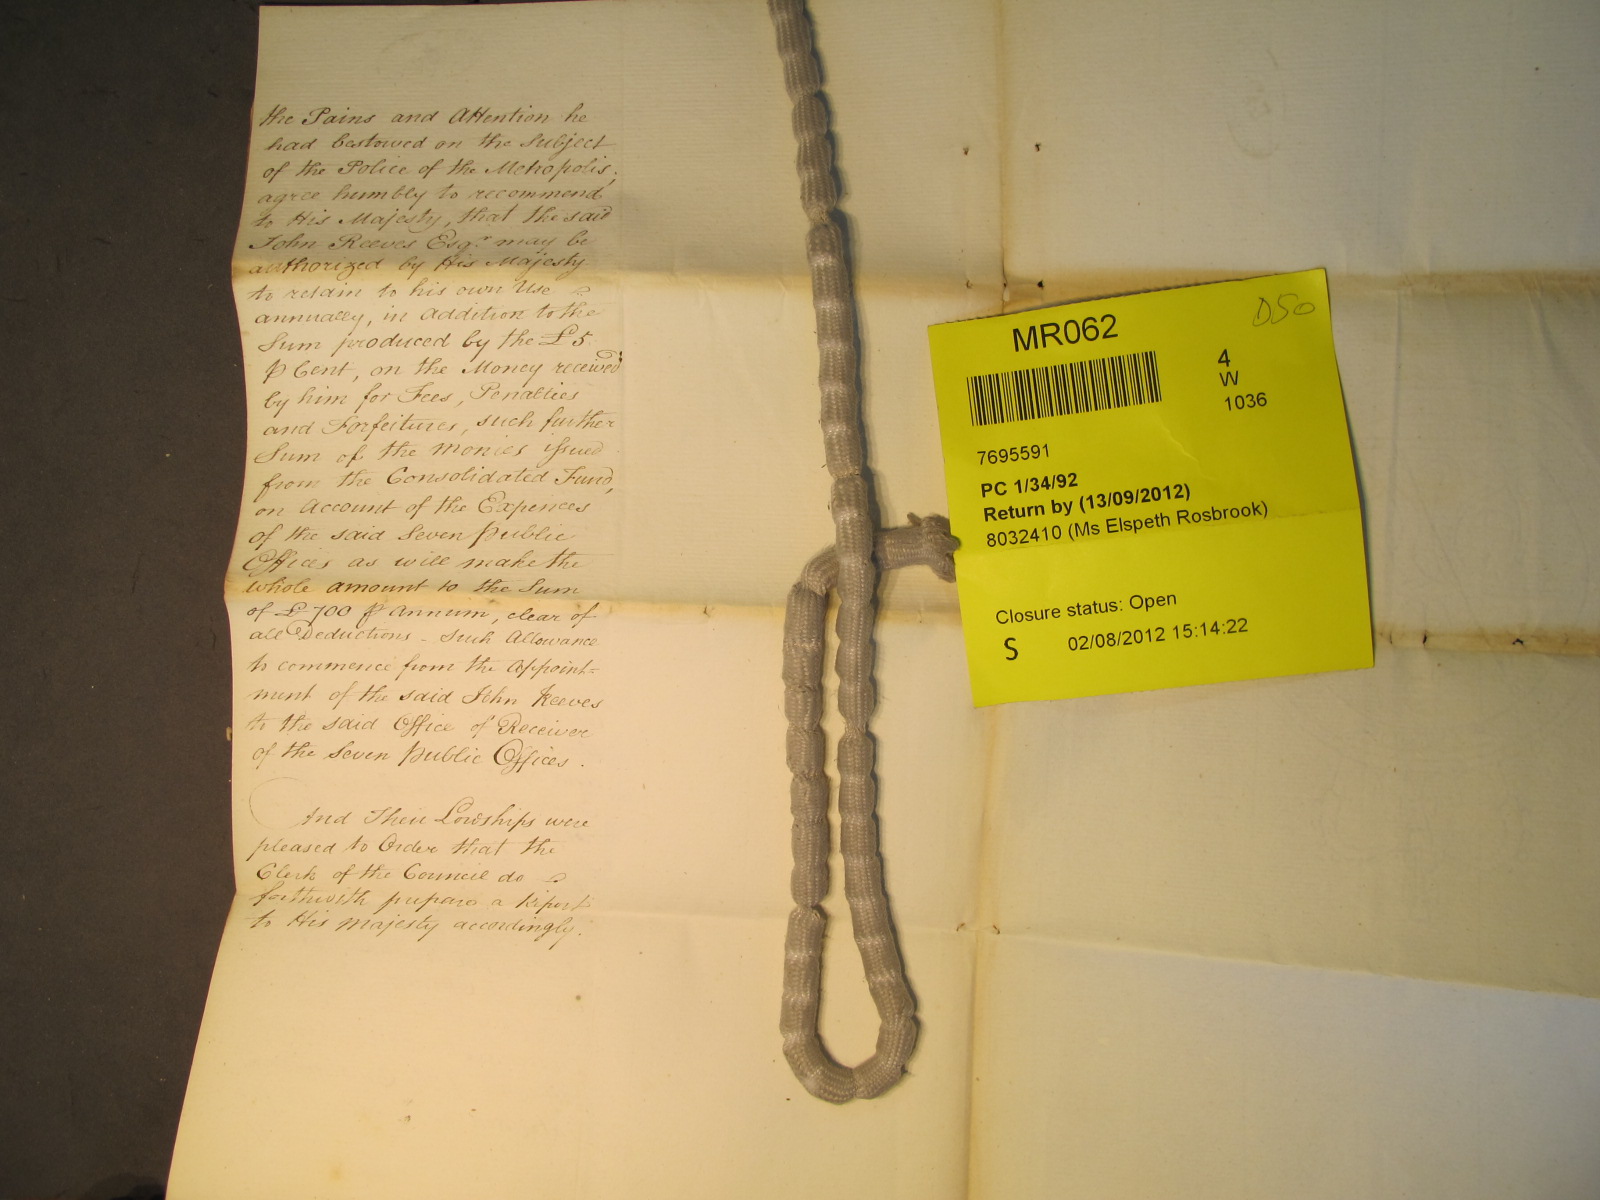 the Pains and Attention he
had bestowed on the Subject
of the Police of the Metropolis;
agree humbly to recommend
to His Majesty, that the said
John Reeves Esqr. may be
authorized by His Majesty
to retain to his own Use
annually, in Addition to the
Sum produced by the £5
P Cent, on the Money received
by him for Fees, Penalties
and Forfeitures, such further
Sum of the Monies issued
from the Consolidated Fund,
on Account of the Expences
of the said Seven Public
Offices as will make the
whole amount to the Sum
of £700 P Annum, clear of
all Deductions - Such Allowance
to commence from the Appoint=
ment of the said John Reeves
to the said Office of Receiver
of the Seven Public Offices.
And Their Lordships were
pleased to Order that the
Clerk of the Council do
forthwith prepare a Report
to His Majesty accordingly.
DSO
MR062
4
W
1036
7695591
PC 1/34/92
Return by (13/09/2012)
8032410 (Ms Elspeth Rosbrook)
Closure status: Open
S 02/08/2012 15:14:22